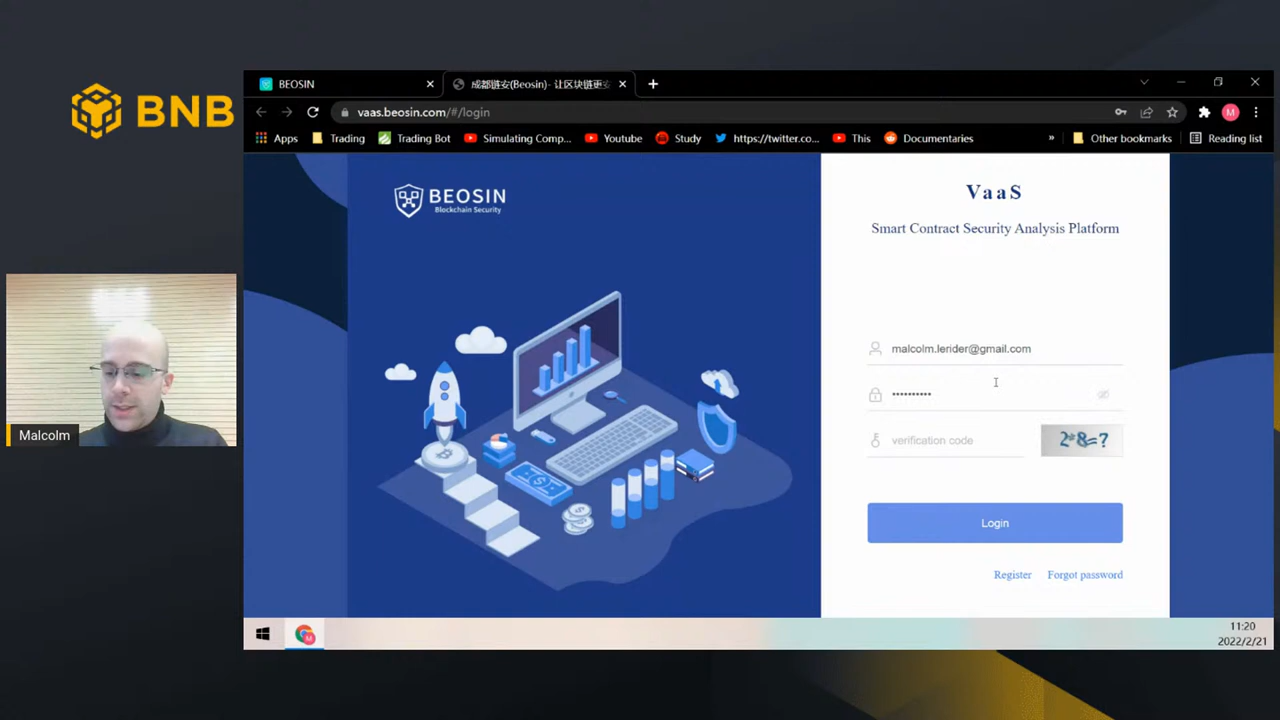 BNB
BEOSIN
成都链安(Beosin)- 让区块链更安
vaas.beosin.com/#/login
M
Apps
Trading
Trading Bot
Simulating Comp...
Youtube
Study
https://twitter.co...
This
Documentaries
»
Other bookmarks
Reading list
BEOSIN
Blockchain Security
VaaS
Smart Contract Security Analysis Platform
malcolm.lerider@gmail.com
••••••••••
verification code
2*8=?
Login
Register
Forgot password
Malcolm
11:20
2022/2/21